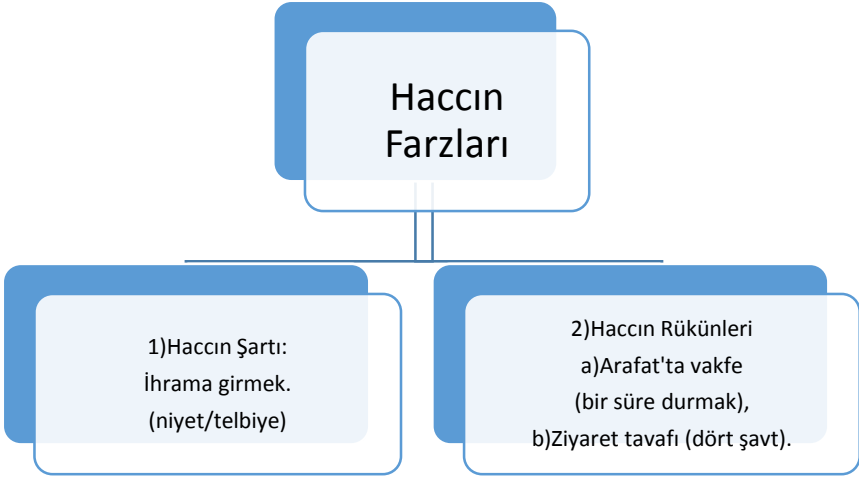 Haccın
Farzları
1)Haccın Şartı:
İhrama girmek.
(niyet/telbiye)
2)Haccın Rükünleri
a)Arafat'ta vakfe
(bir süre durmak),
b)Ziyaret tavafı (dört şavt).